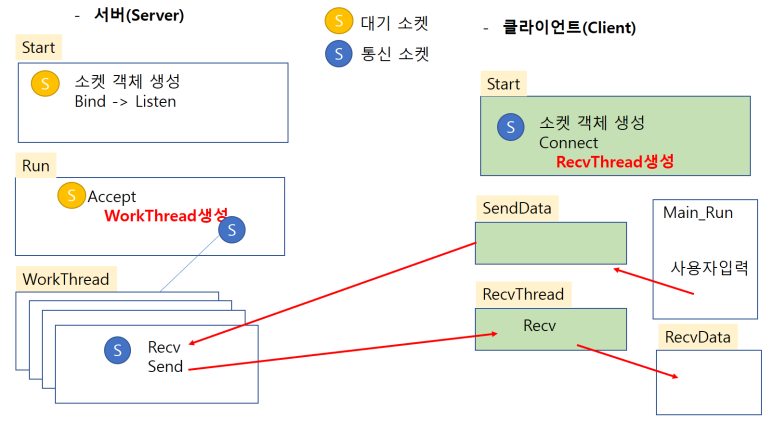 - 서버(Server)
S 대기 소켓
S 통신 소켓
- 클라이언트(Client)
Start
S 소켓 객체 생성
Bind -> Listen
Run
S Accept
WorkThread생성
S
WorkThread
S Recv
Send
Start
S 소켓 객체 생성
Connect
RecvThread생성
SendData
Main_Run
사용자입력
RecvThread
Recv
RecvData